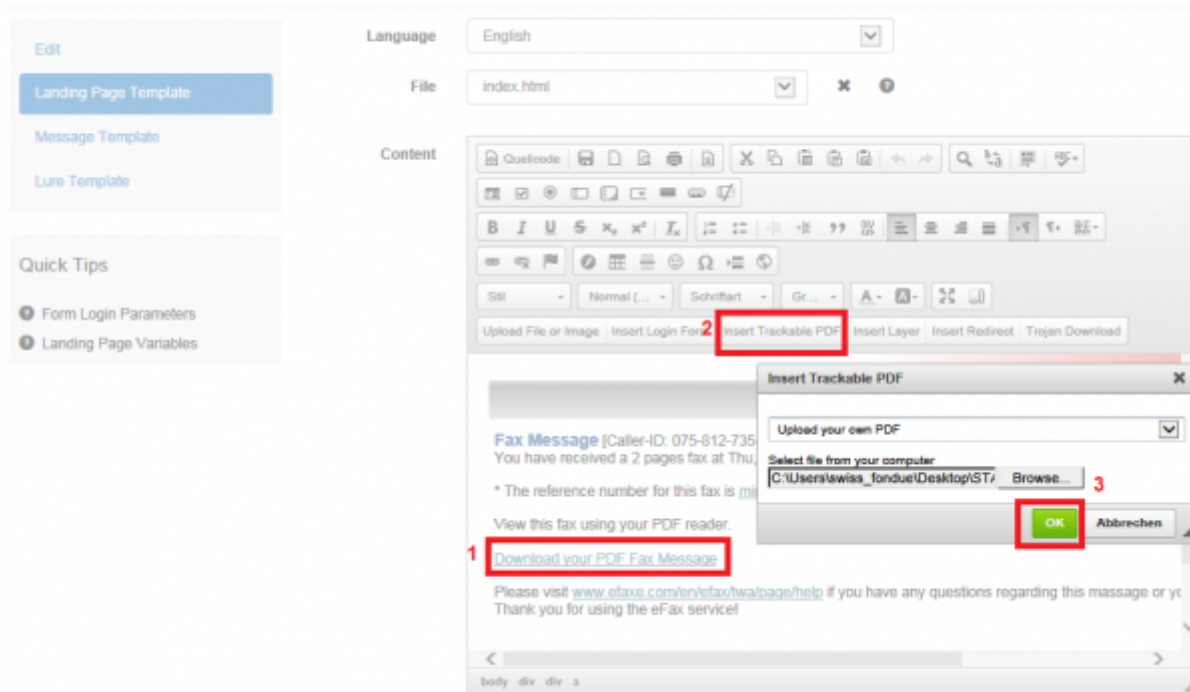 Language English
Edit
File index.html
Landing Page Template
Message Template
Content
Quellcode
Lure Template
B I U S x₂ x² Tx
Quick Tips
Stil Normal (... Schriftart Gr... A A
Form Login Parameters
Upload File or Image Insert Login Form 2 Insert Trackable PDF Insert Layer Insert Redirect Trojan Download
Landing Page Variables
Insert Trackable PDF
Upload your own PDF
Fax Message [Caller-ID: 075-812-735
You have received a 2 pages fax at Thu,
Select file from your computer
C:\Users\swiss_fondue\Desktop\STA Browse... 3
* The reference number for this fax is mi
OK Abbrechen
View this fax using your PDF reader.
1 Download your PDF Fax Message
Please visit www.efaxe.com/en/efax/twa/page/help if you have any questions regarding this massage or yo
Thank you for using the eFax service!
body div div a